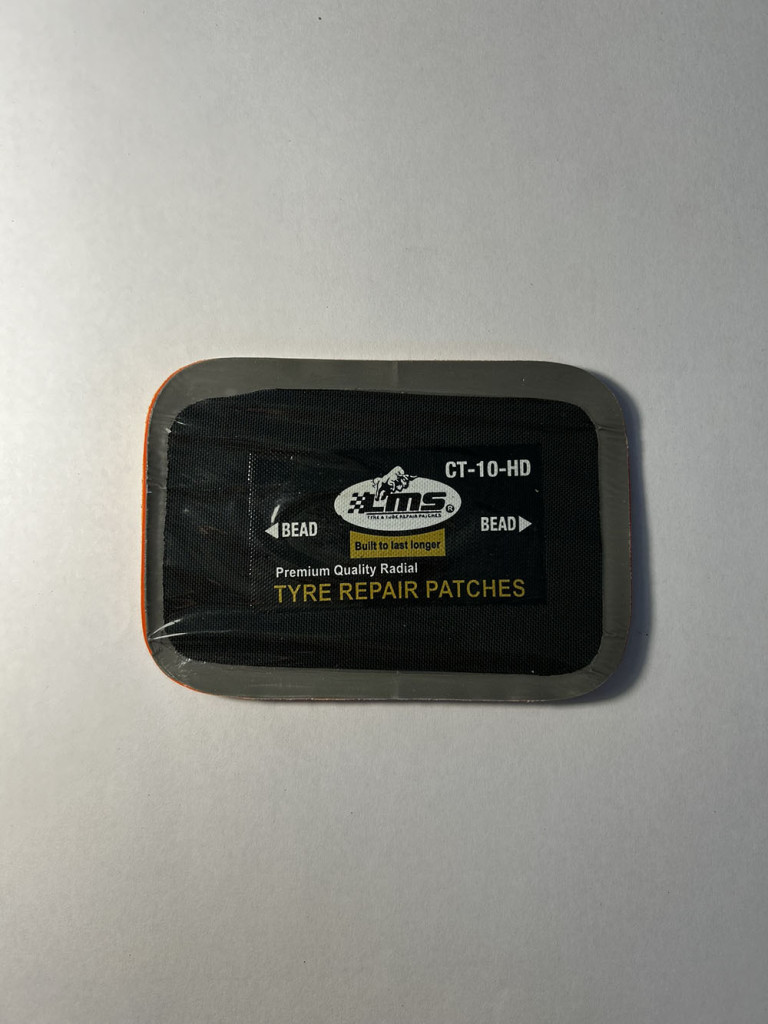 CT-10-HD
LMS ®
TYRE & TUBE REPAIR PATCHES
◀ BEAD
BEAD ▶
Built to last longer
Premium Quality Radial
TYRE REPAIR PATCHES